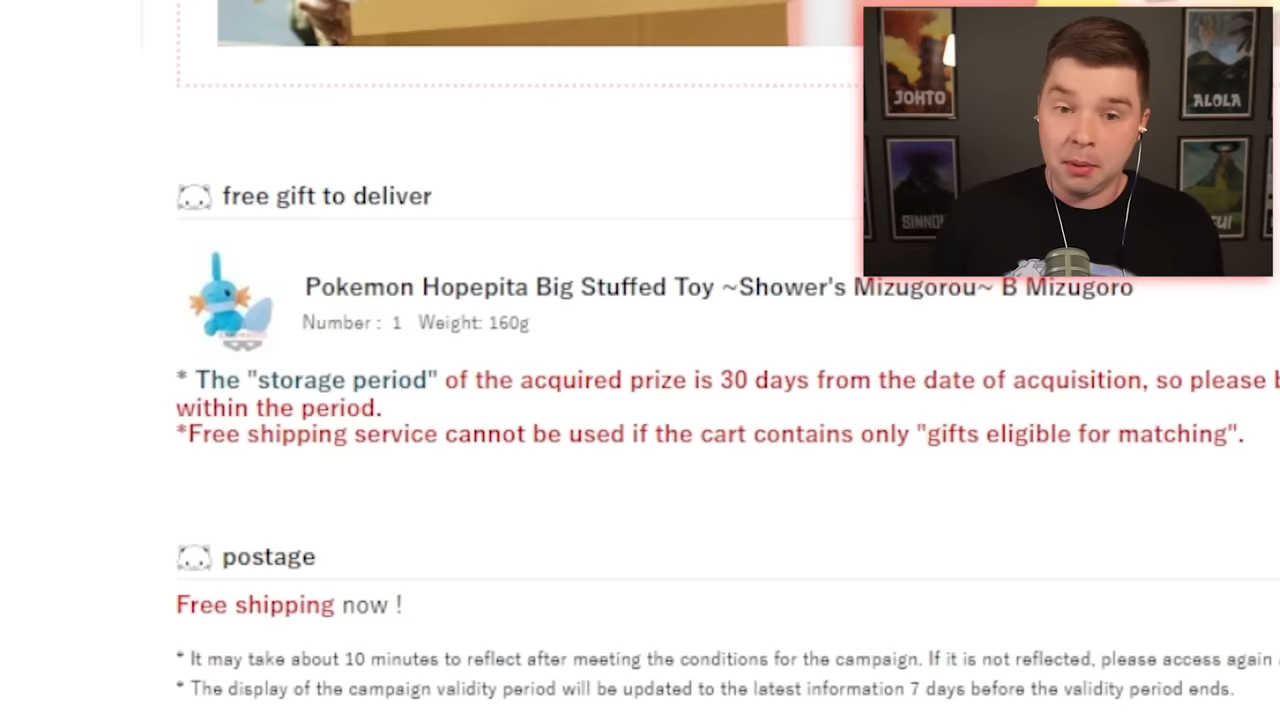 JOHTO
ALOLA
free gift to deliver
Pokemon Hopepita Big Stuffed Toy ~Shower's Mizugorou~ B Mizugoro
Number : 1 Weight: 160g
* The "storage period" of the acquired prize is 30 days from the date of acquisition, so please
within the period.
*Free shipping service cannot be used if the cart contains only "gifts eligible for matching".
postage
Free shipping now !
* It may take about 10 minutes to reflect after meeting the conditions for the campaign. If it is not reflected, please access again
* The display of the campaign validity period will be updated to the latest information 7 days before the validity period ends.